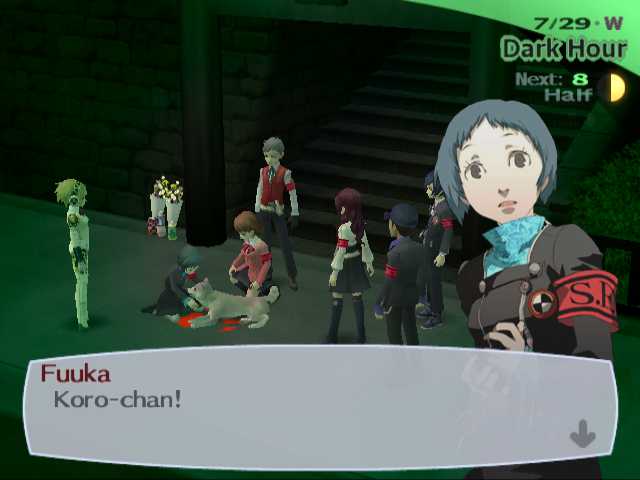 7/29・W
Dark Hour
Next: 8
Half
S.
Fuuka
Koro-chan!